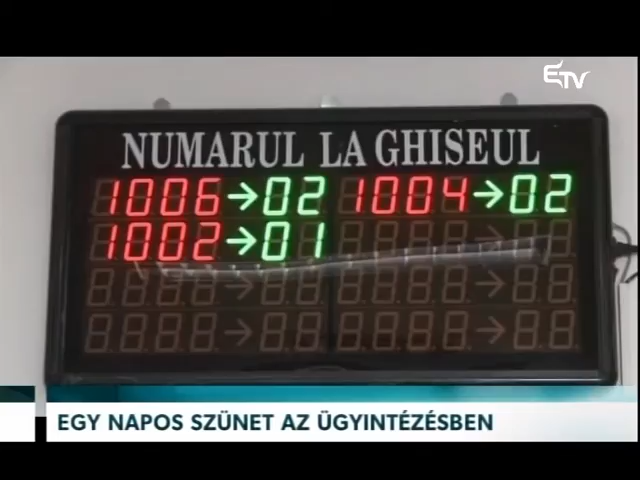 ETV
NUMARUL LA GHISEUL
1006→02 1004→02
1002→01
EGY NAPOS SZÜNET AZ ÜGYINTÉZÉSBEN